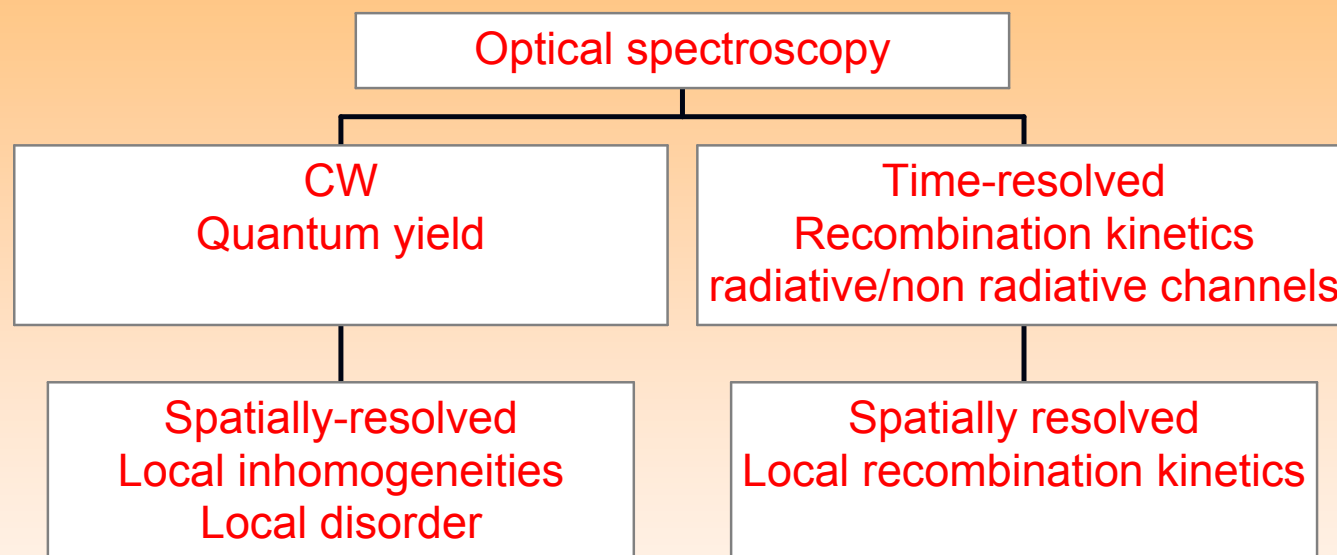 Optical spectroscopy
CW
Quantum yield
Time-resolved
Recombination kinetics
radiative/non radiative channels
Spatially-resolved
Local inhomogeneities
Local disorder
Spatially resolved
Local recombination kinetics